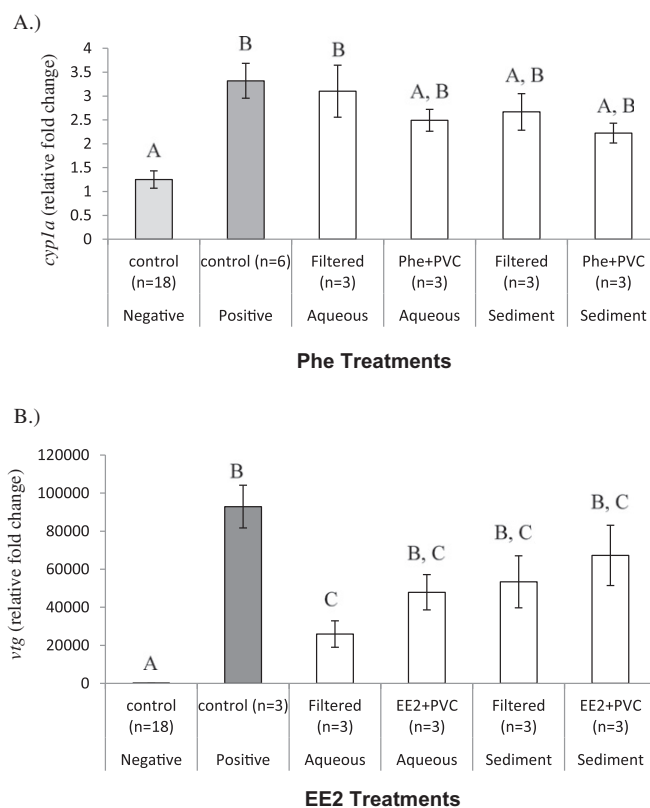 A.)
cyp1a (relative fold change)
4
3.5
3
2.5
2
1.5
1
0.5
0
A
B
B
A, B
A, B
A, B
control (n=18) control (n=6) Filtered (n=3) Phe+PVC (n=3) Filtered (n=3) Phe+PVC (n=3)
Negative Positive Aqueous Aqueous Sediment Sediment
Phe Treatments
B.)
vtg (relative fold change)
120000
100000
80000
60000
40000
20000
0
A
B
C
B, C
B, C
B, C
control (n=18) control (n=3) Filtered (n=3) EE2+PVC (n=3) Filtered (n=3) EE2+PVC (n=3)
Negative Positive Aqueous Aqueous Sediment Sediment
EE2 Treatments